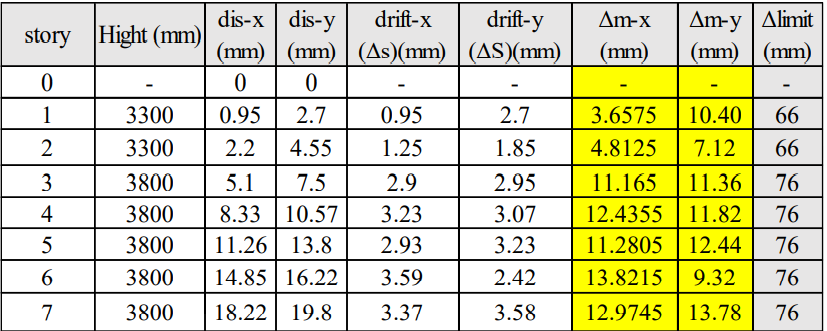 story Hight (mm) dis-x (mm) dis-y (mm) drift-x (Δs)(mm) drift-y (ΔS)(mm) Δm-x (mm) Δm-y (mm) Δlimit (mm)
0 - 0 0 - - - - -
1 3300 0.95 2.7 0.95 2.7 3.6575 10.40 66
2 3300 2.2 4.55 1.25 1.85 4.8125 7.12 66
3 3800 5.1 7.5 2.9 2.95 11.165 11.36 76
4 3800 8.33 10.57 3.23 3.07 12.4355 11.82 76
5 3800 11.26 13.8 2.93 3.23 11.2805 12.44 76
6 3800 14.85 16.22 3.59 2.42 13.8215 9.32 76
7 3800 18.22 19.8 3.37 3.58 12.9745 13.78 76